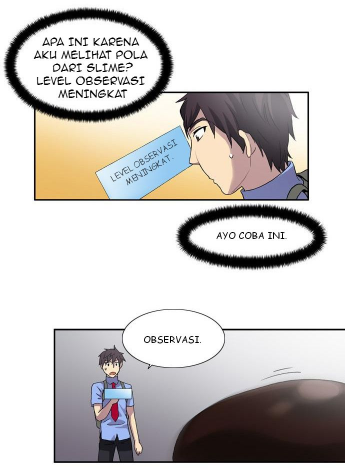 APA INI KARENA
AKU MELIHAT POLA
DARI SLIME?
LEVEL OBSERVASI
MENINGKAT
LEVEL OBSERVASI
MENINGKAT.
AYO COBA INI.
OBSERVASI.